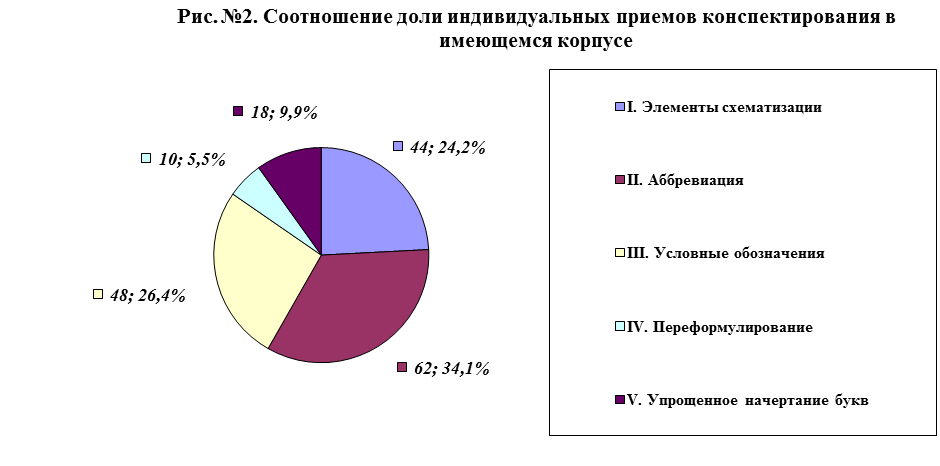 Рис. №2. Соотношение доли индивидуальных приемов конспектирования в
имеющемся корпусе
18; 9,9%
44; 24,2%
10; 5,5%
48; 26,4%
62; 34,1%
I. Элементы схематизации
II. Аббревиация
III. Условные обозначения
IV. Переформулирование
V. Упрощенное начертание букв